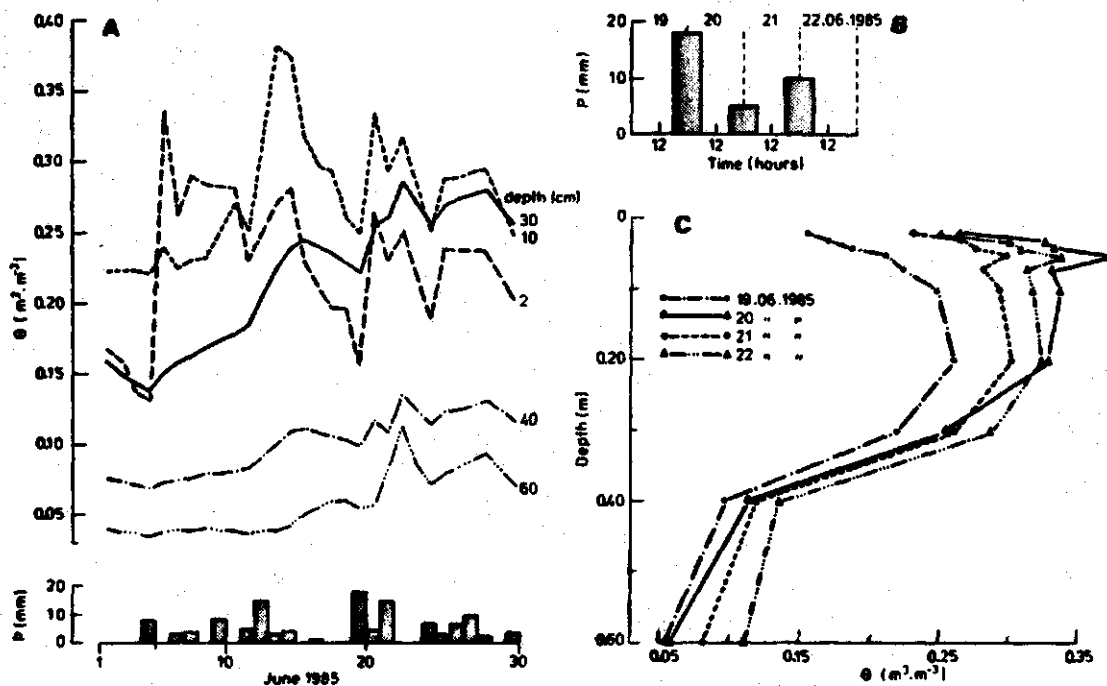 A
0.40
0.35
0.30
0.25
0.20
0.15
0.10
0.05
θ (m³.m⁻³)
depth (cm)
30
10
2
40
60
P (mm)
20
10
0
1
10
20
30
June 1985
B
19
20
21
22.06.1985
P (mm)
20
10
0
12
12
12
12
Time (hours)
C
0
0.20
0.40
0.60
Depth (m)
19.06.1985
20 " "
21 " "
22 " "
0.05
0.15
0.25
0.35
θ (m³.m⁻³)